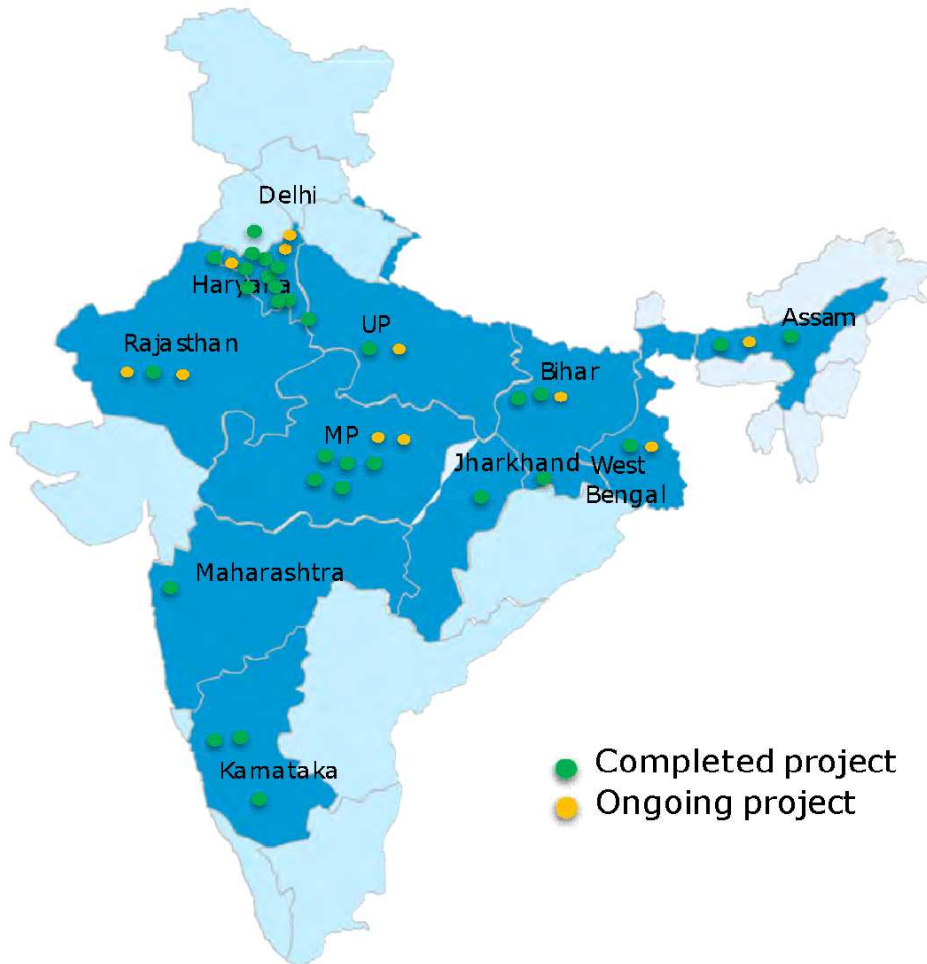 Delhi
Haryana
UP
Rajasthan
Assam
Bihar
MP
Jharkhand
West
Bengal
Maharashtra
Karnataka
Completed project
Ongoing project